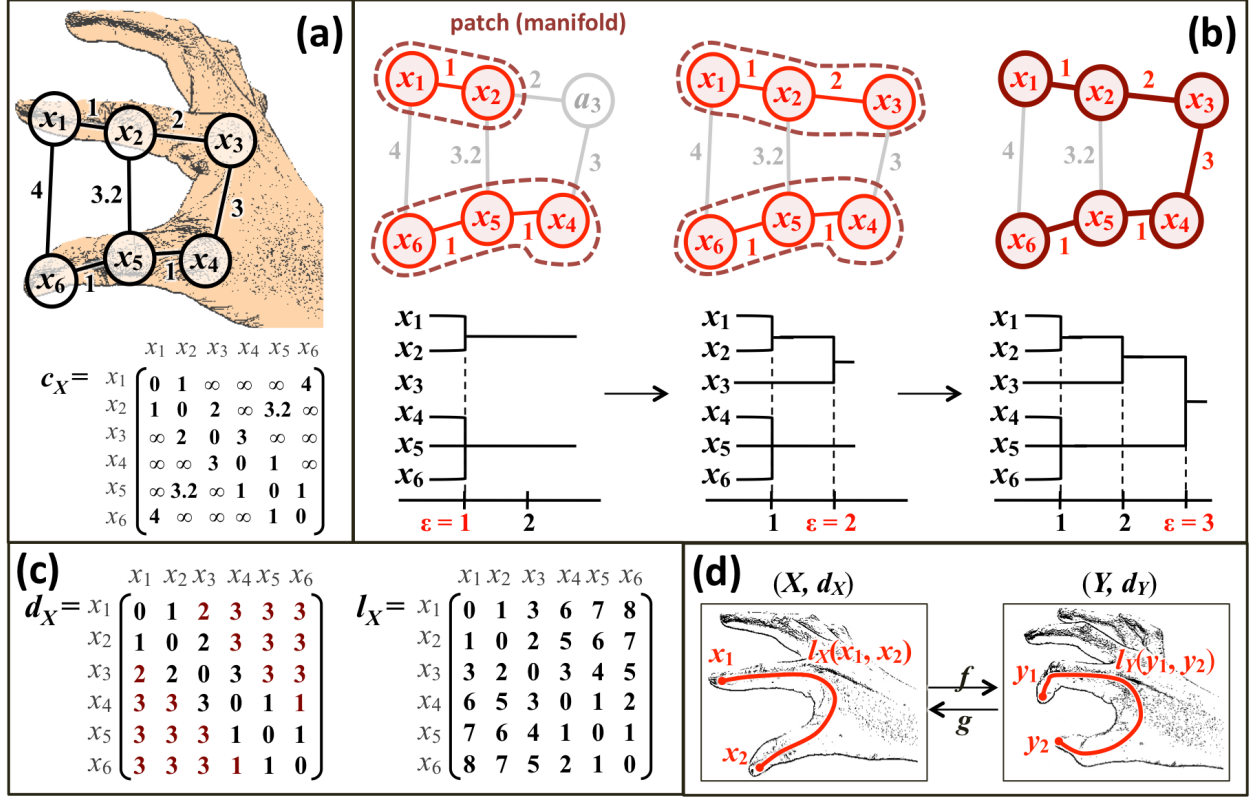 (a)
x1 1 x2 2 x3
4 3.2 3
x6 1 x5 1 x4
x1 x2 x3 x4 x5 x6
cX=
x1 0 1 ∞ ∞ ∞ 4
x2 1 0 2 ∞ 3.2 ∞
x3 ∞ 2 0 3 ∞ ∞
x4 ∞ ∞ 3 0 1 ∞
x5 ∞ 3.2 ∞ 1 0 1
x6 4 ∞ ∞ ∞ 1 0
patch (manifold)
(b)
x1 1 x2 2 a3
4 3.2 3
x6 1 x5 1 x4
x1 1 x2 2 x3
4 3.2 3
x6 1 x5 1 x4
x1 1 x2 2 x3
4 3.2 3
x6 1 x5 1 x4
x1
x2
x3
x4
x5
x6
ε = 1 2
x1
x2
x3
x4
x5
x6
1 ε = 2
x1
x2
x3
x4
x5
x6
1 2 ε = 3
(c)
x1 x2 x3 x4 x5 x6
dX=
x1 0 1 2 3 3 3
x2 1 0 2 3 3 3
x3 2 2 0 3 3 3
x4 3 3 3 0 1 1
x5 3 3 3 1 0 1
x6 3 3 3 1 1 0
x1 x2 x3 x4 x5 x6
lX=
x1 0 1 3 6 7 8
x2 1 0 2 5 6 7
x3 3 2 0 3 4 5
x4 6 5 3 0 1 2
x5 7 6 4 1 0 1
x6 8 7 5 2 1 0
(d)
(X, dX)
(Y, dY)
x1 lX(x1, x2)
x2
f
g
y1 lY(y1, y2)
y2